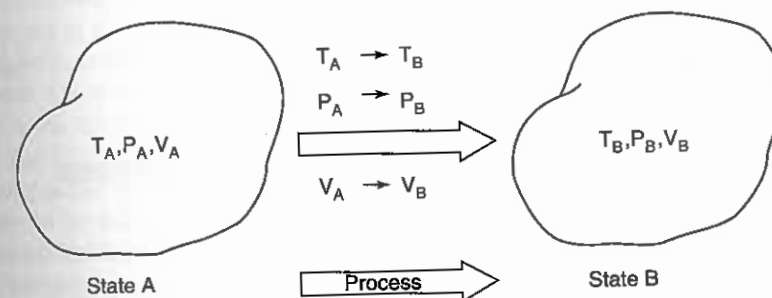 T_A → T_B
P_A → P_B
T_A,P_A,V_A
T_B,P_B,V_B
V_A → V_B
State A
Process
State B